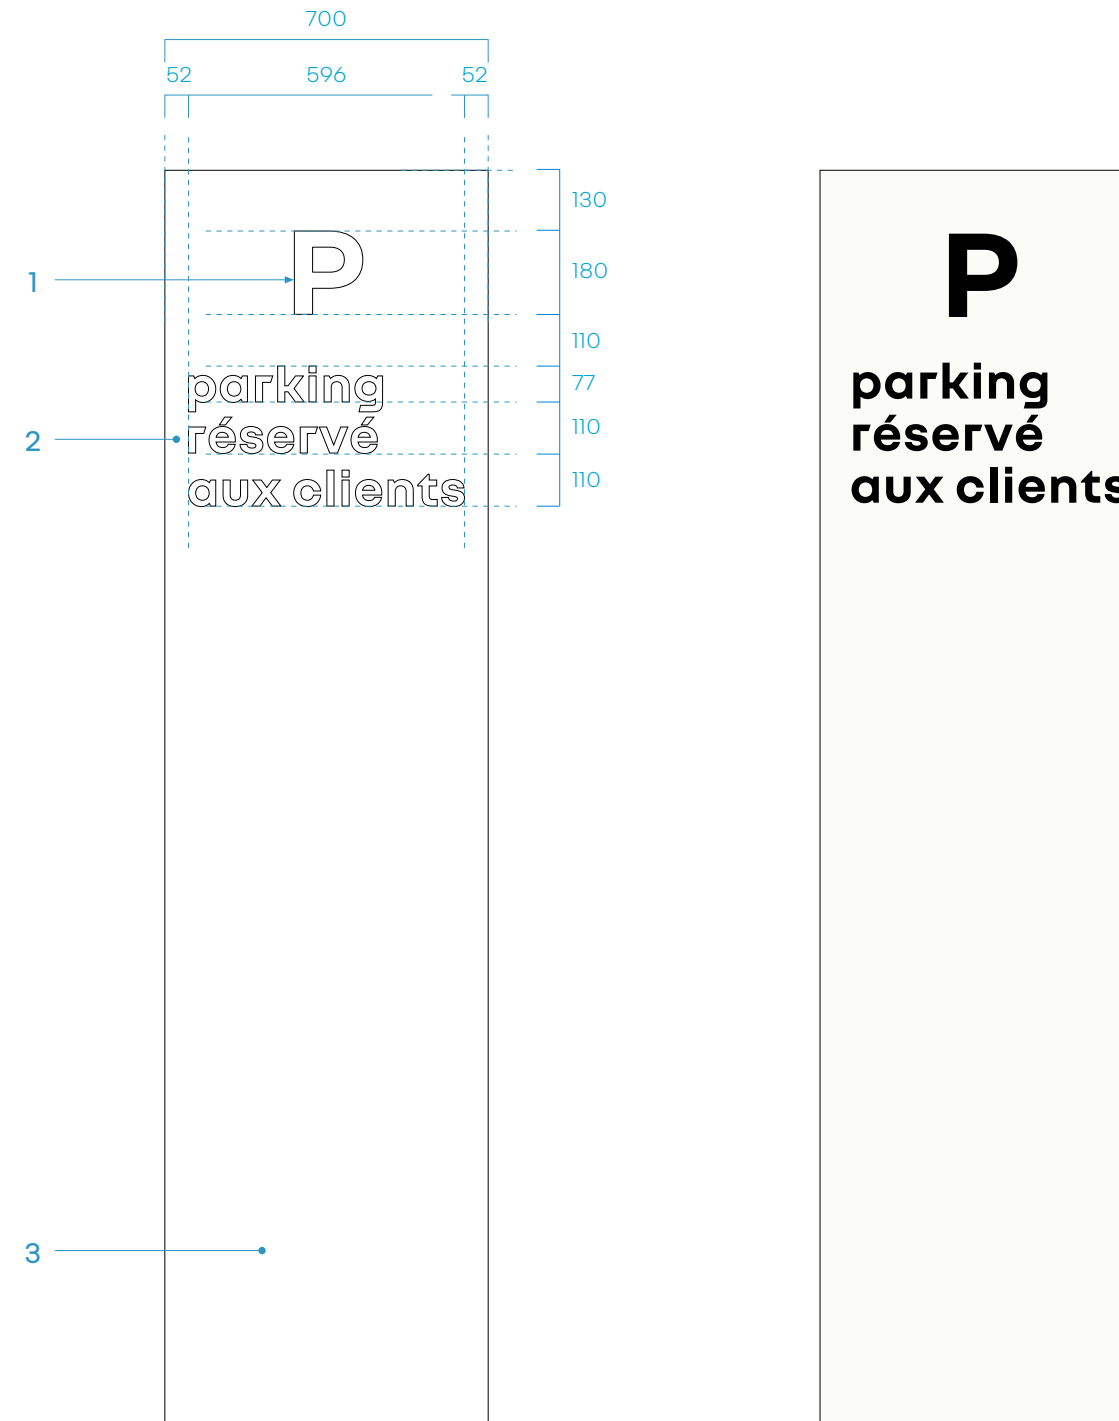 700
52 596 52
130
P
180
1
110
parking
77
réservé
110
2
aux clients
110
3
P
parking
réservé
aux clients